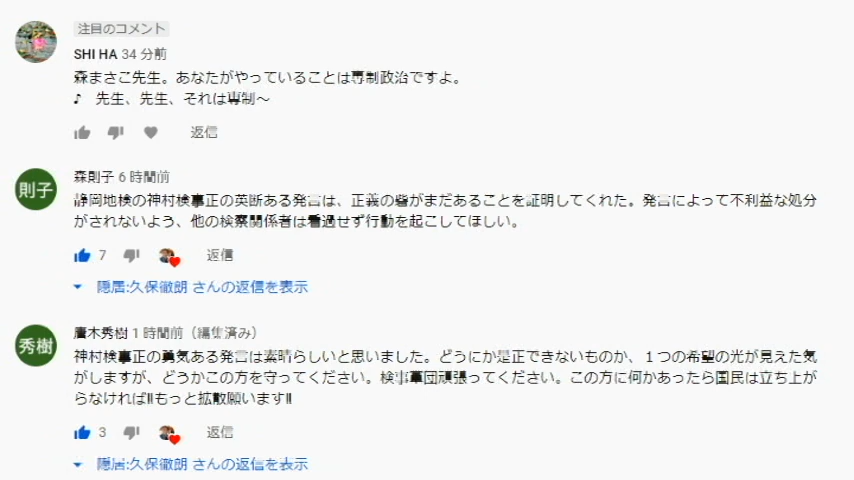 注目のコメント
SHI HA 34 分前
森まさこ先生。あなたがやっていることは専制政治ですよ。
♪　先生、先生、それは専制～
返信
則子
森則子 6 時間前
静岡地検の神村検事正の英断ある発言は、正義の砦がまだあることを証明してくれた。発言によって不利益な処分
がされないよう、他の検察関係者は看過せず行動を起こしてほしい。
7 返信
隠居:久保徹朗 さんの返信を表示
秀樹
鷹木秀樹 1 時間前（編集済み）
神村検事正の勇気ある発言は素晴らしいと思いました。どうにか是正できないものか、１つの希望の光が見えた気
がしますが、どうかこの方を守ってください。検事軍団頑張ってください。この方に何かあったら国民は立ち上が
らなければ‼もっと拡散願います‼
3 返信
隠居:久保徹朗 さんの返信を表示